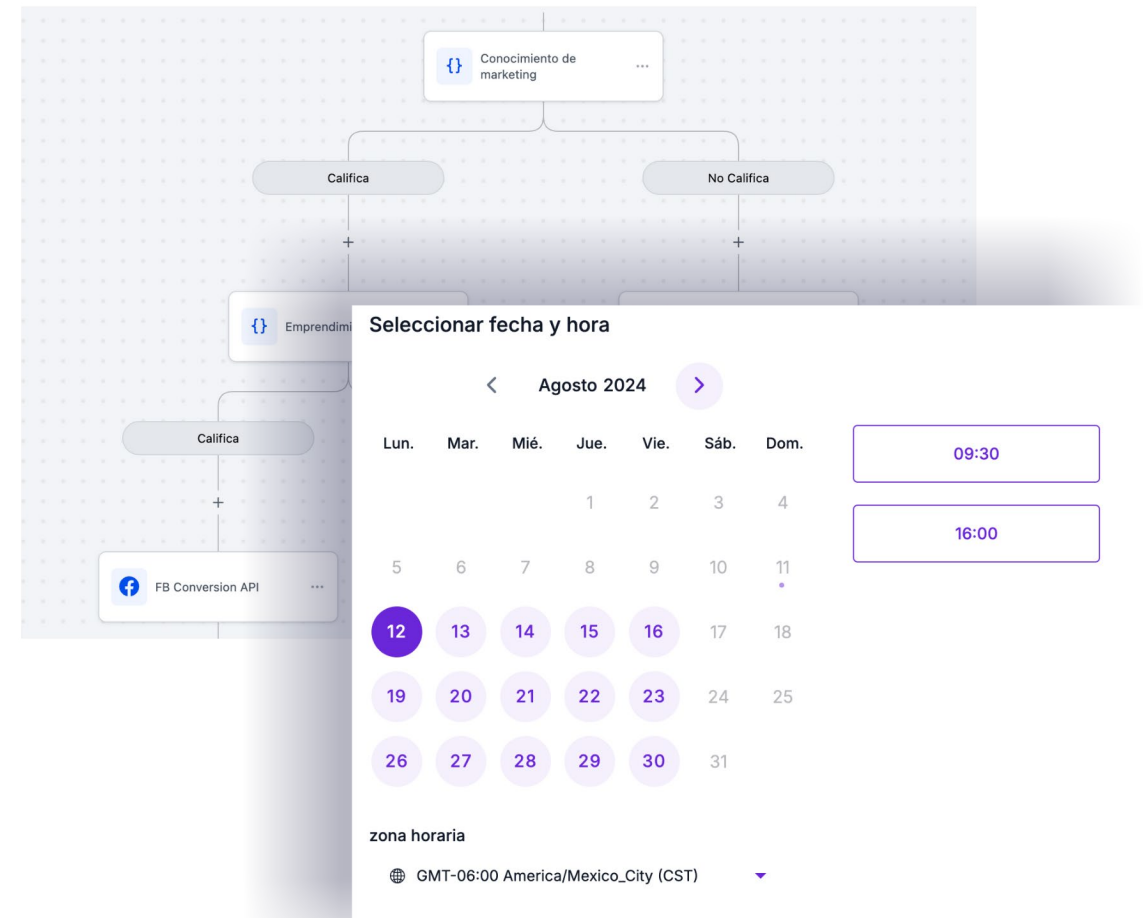 Conocimiento de
marketing
Califica
No Califica
Seleccionar fecha y hora
Agosto 2024
Lun. Mar. Mié. Jue. Vie. Sáb. Dom.
1 2 3 4
5 6 7 8 9 10 11
12 13 14 15 16 17 18
19 20 21 22 23 24 25
26 27 28 29 30 31
09:30
16:00
zona horaria
GMT-06:00 America/Mexico_City (CST)
Califica
FB Conversion API